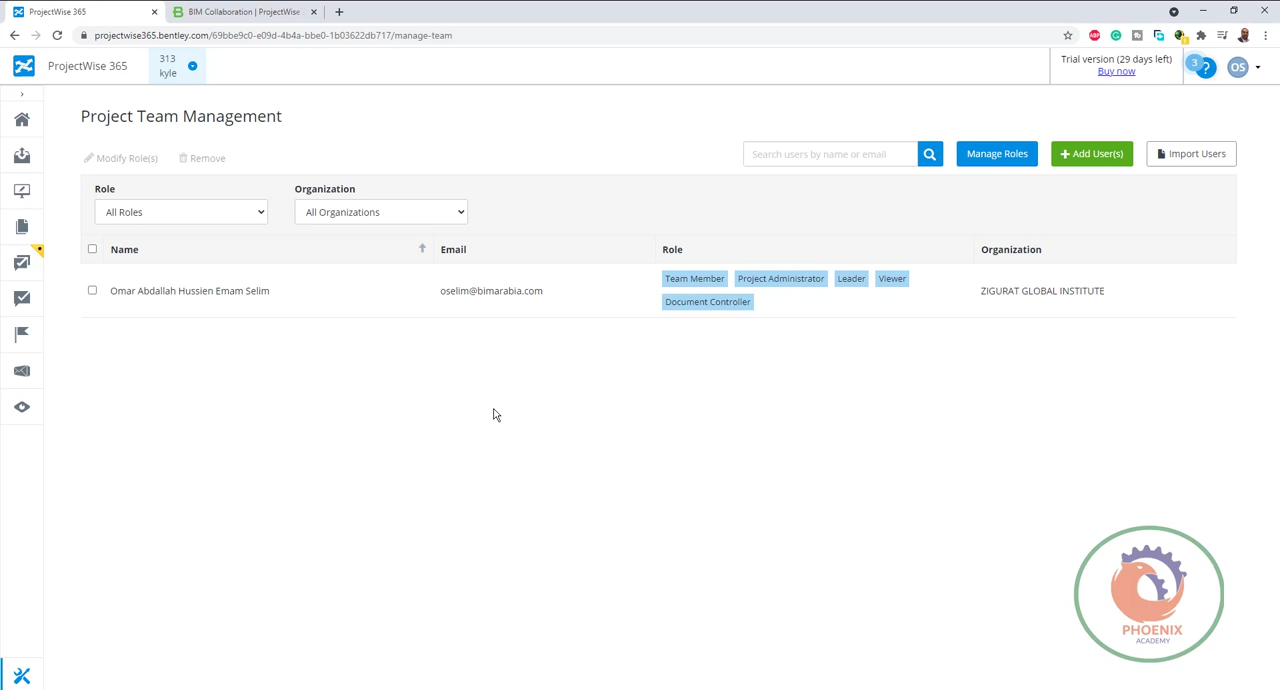 ProjectWise 365
BIM Collaboration | ProjectWise
projectwise365.bentley.com/69bbe9c0-e09d-4b4a-bbe0-1b03622db717/manage-team
ABP
ProjectWise 365
313
kyle
Trial version (29 days left)
Buy now
3
?
OS
Project Team Management
Modify Role(s)
Remove
Search users by name or email
Manage Roles
+ Add User(s)
Import Users
Role
Organization
All Roles
All Organizations
Name
Email
Role
Organization
Omar Abdallah Hussien Emam Selim
oselim@bimarabia.com
Team Member
Project Administrator
Leader
Viewer
Document Controller
ZIGURAT GLOBAL INSTITUTE
PHOENIX
ACADEMY